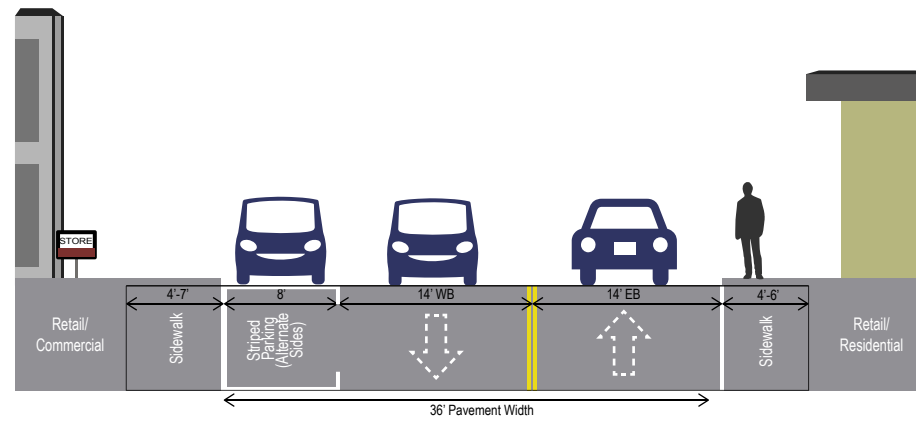 STORE
4'-7'
8'
14' WB
14' EB
4'-6'
Retail/
Commercial
Sidewalk
Striped
Parking
(Alternate
Sides)
Sidewalk
Retail/
Residential
36' Pavement Width